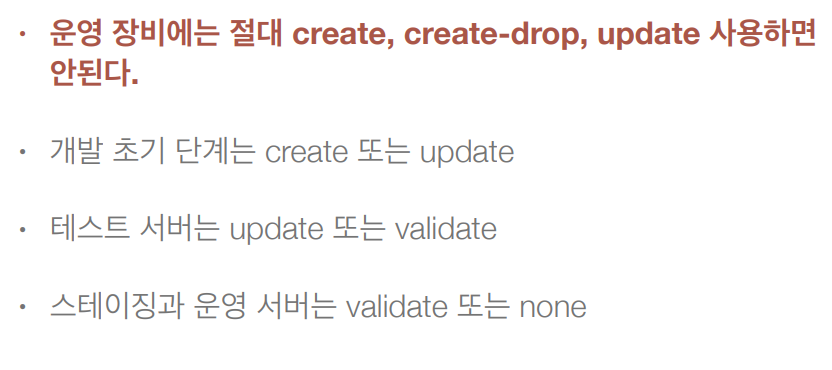 • 운영 장비에는 절대 create, create-drop, update 사용하면
안된다.
• 개발 초기 단계는 create 또는 update
• 테스트 서버는 update 또는 validate
• 스테이징과 운영 서버는 validate 또는 none